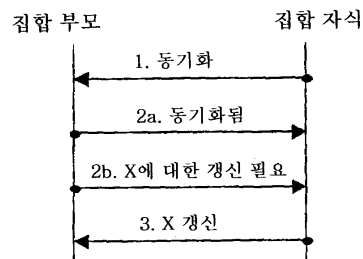 집합 부모
집합 자식
1. 동기화
2a. 동기화됨
2b. X에 대한 갱신 필요
3. X 갱신